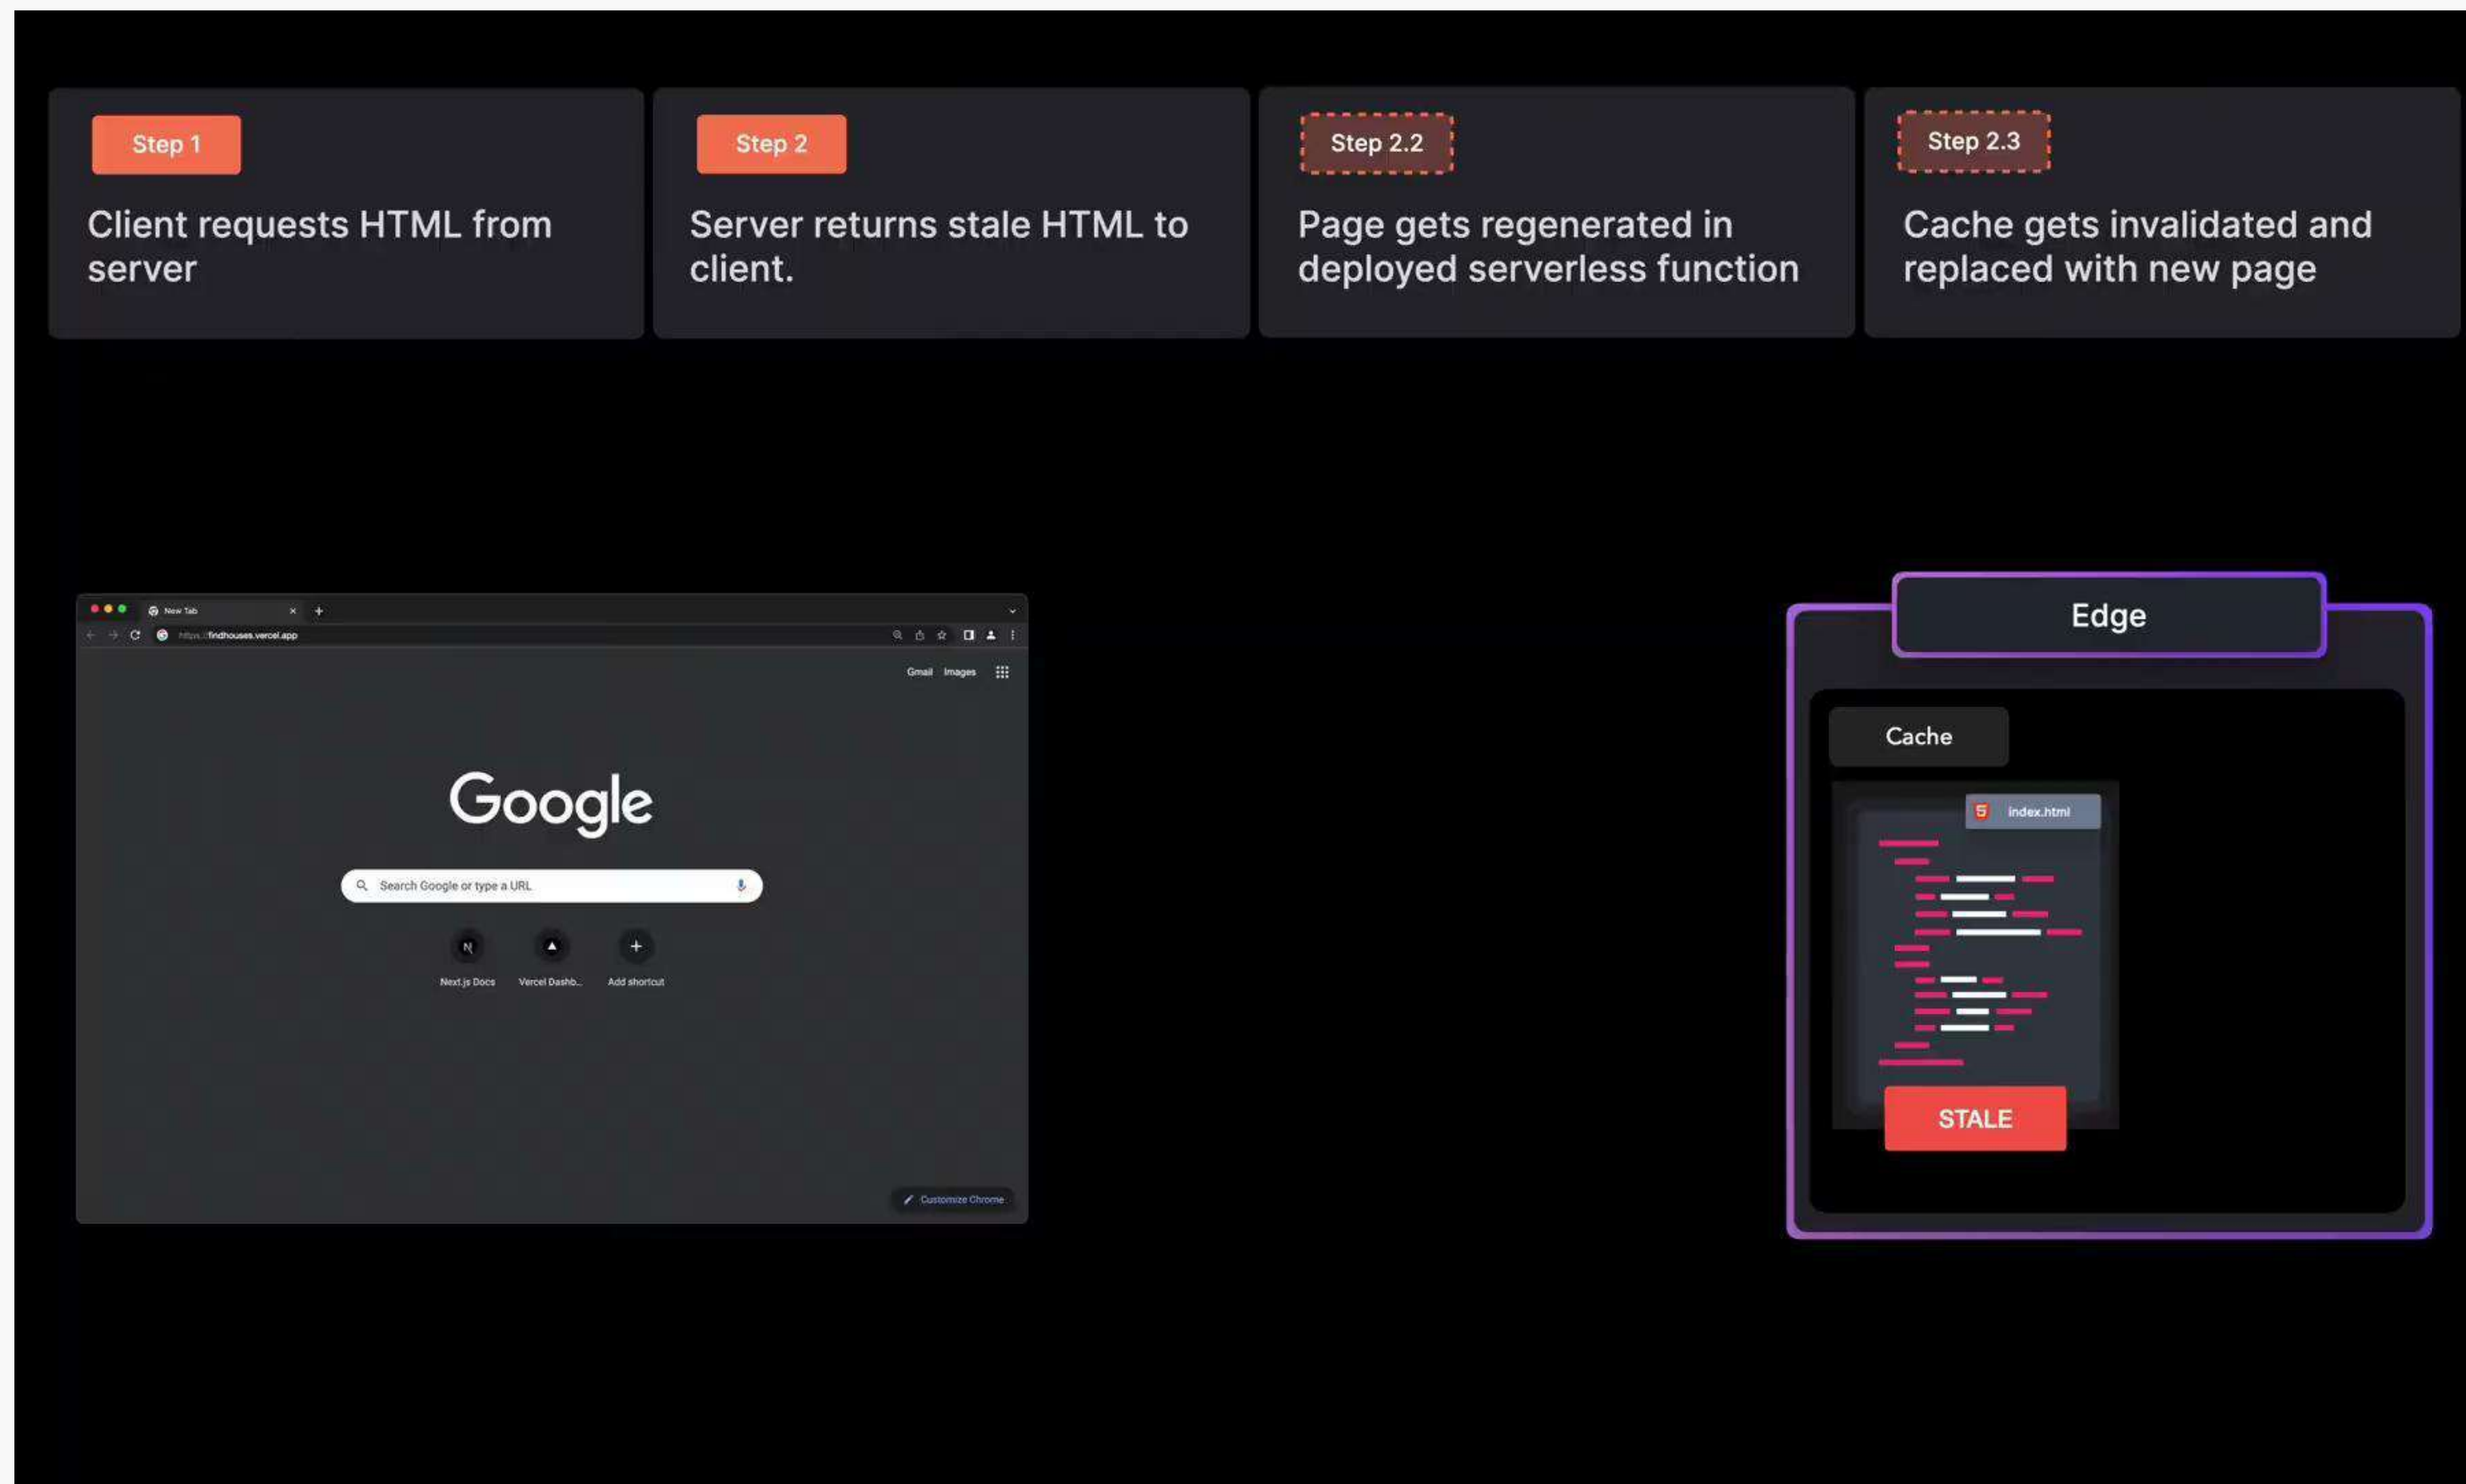 Step 1
Client requests HTML from
server
Step 2
Server returns stale HTML to
client.
Step 2.2
Page gets regenerated in
deployed serverless function
Step 2.3
Cache gets invalidated and
replaced with new page
New Tab
https://findhouses.vercel.app
Gmail Images
Google
Search Google or type a URL
Next.js Docs
Vercel Dashb...
Add shortcut
Customize Chrome
Edge
Cache
index.html
STALE